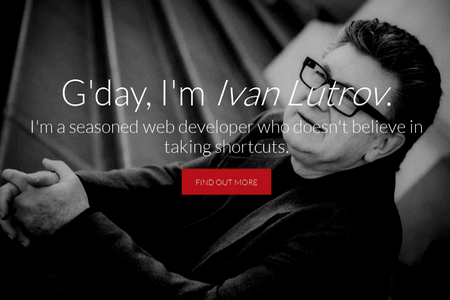 G'day, I'm Ivan Lutrov.
I'm a seasoned web developer who doesn't believe in
taking shortcuts.
FIND OUT MORE